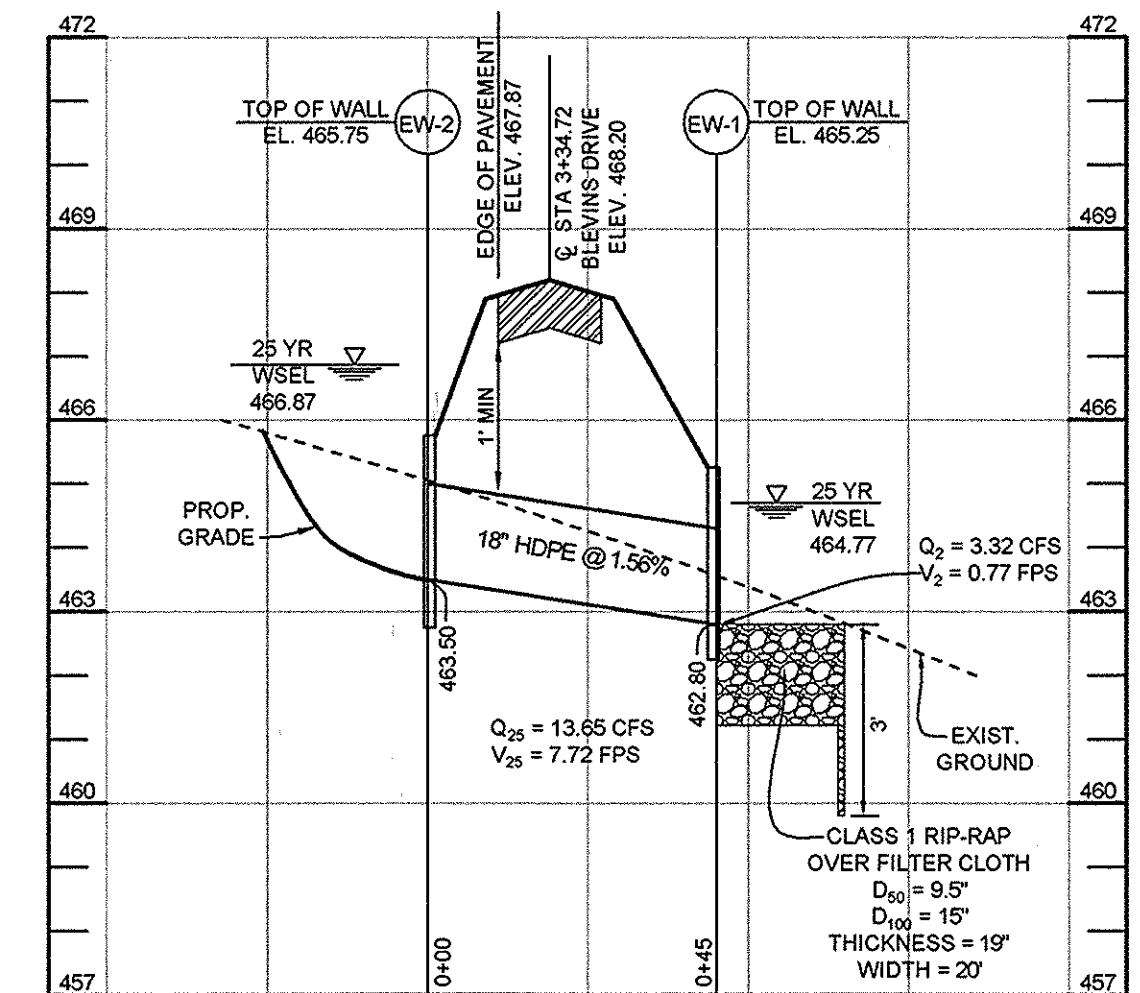 472
472
TOP OF WALL
EL. 465.75
EW-2
EDGE OF PAVEMENT
ELEV. 467.87
℄ STA 3+34.72
BLEVINS DRIVE
ELEV. 468.20
EW-1
TOP OF WALL
EL. 465.25
469
469
25 YR
WSEL
466.87
466
466
1' MIN
PROP.
GRADE
18" HDPE @ 1.56%
25 YR
WSEL
464.77
Q2 = 3.32 CFS
V2 = 0.77 FPS
463
463
463.50
462.80
Q25 = 13.65 CFS
V25 = 7.72 FPS
3'
EXIST.
GROUND
460
460
CLASS 1 RIP-RAP
OVER FILTER CLOTH
D50 = 9.5"
D100 = 15"
THICKNESS = 19"
WIDTH = 20'
457
0+00
0+45
457